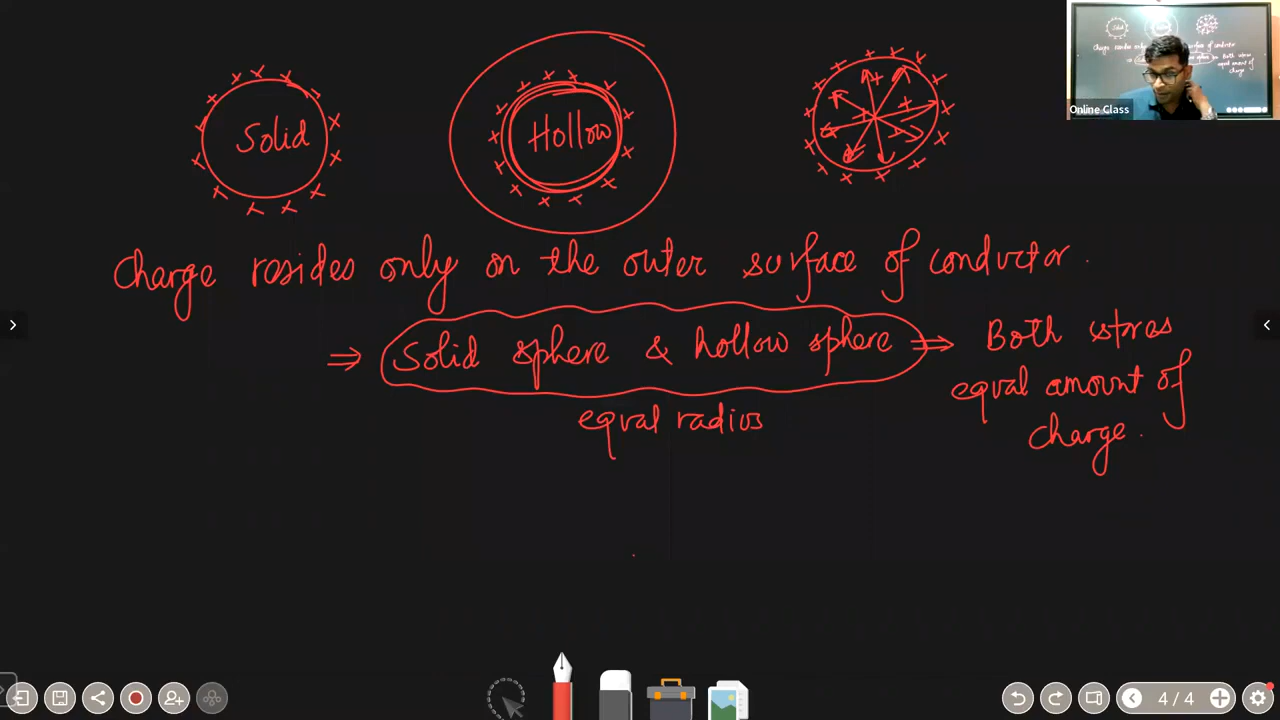 Solid
Hollow
Charge resides only on the outer surface of conductor.
⇒ Solid sphere & hollow sphere ⇒ Both stores
equal amount of
charge.
equal radius
Online Class
4/4